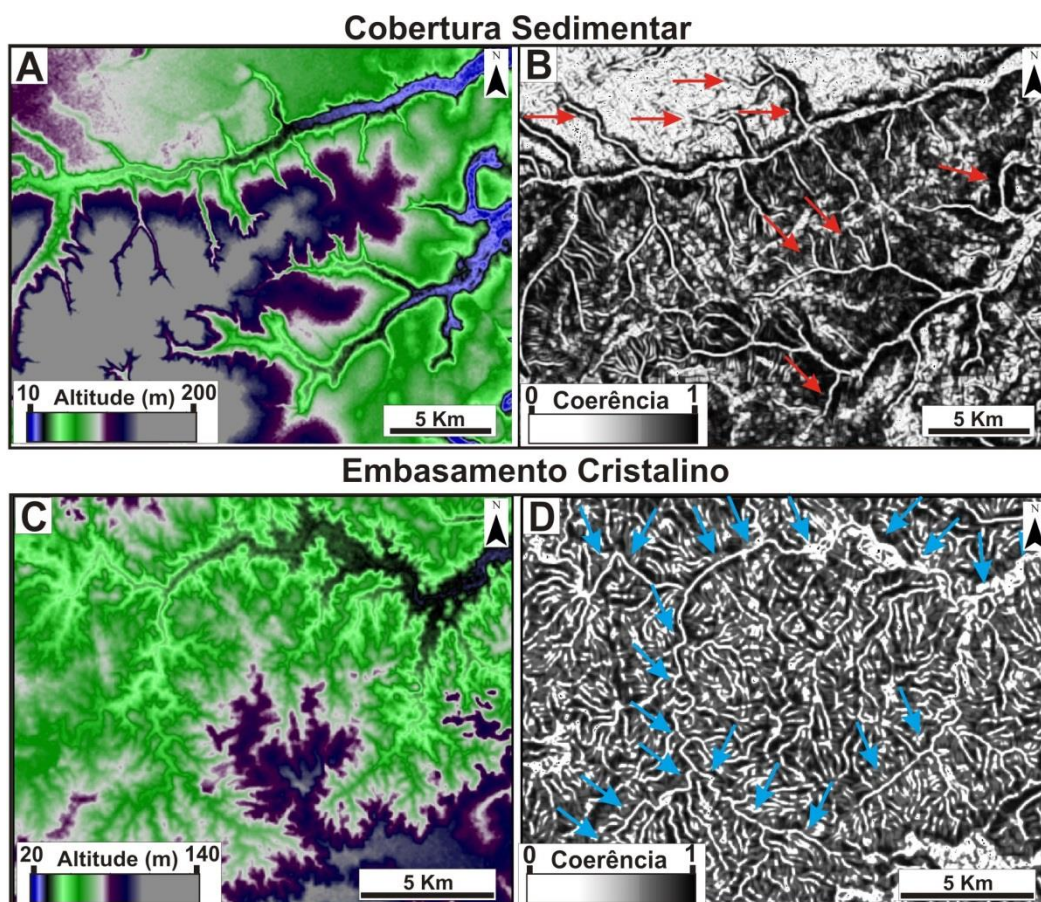 Cobertura Sedimentar
A
N
B
N
10 Altitude (m) 200
5 Km
0 1
Coerência
5 Km
Embasamento Cristalino
C
N
D
N
20 Altitude (m) 140
5 Km
0 1
Coerência
5 Km